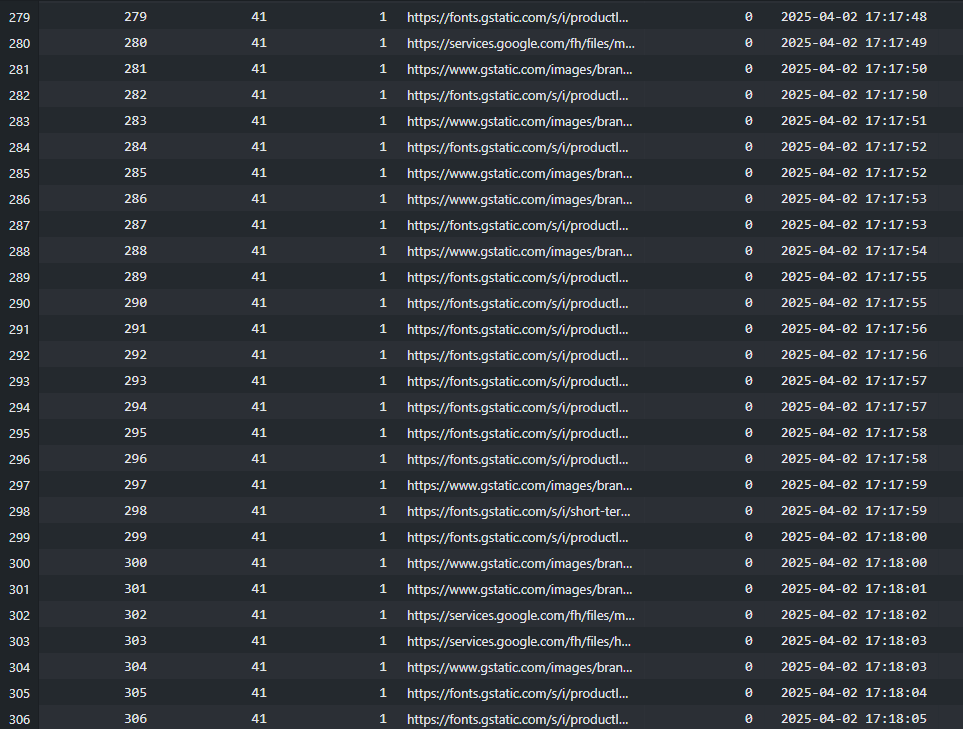 279 279 41 1 https://fonts.gstatic.com/s/i/productl... 0 2025-04-02 17:17:48
280 280 41 1 https://services.google.com/fh/files/m... 0 2025-04-02 17:17:49
281 281 41 1 https://www.gstatic.com/images/bran... 0 2025-04-02 17:17:50
282 282 41 1 https://fonts.gstatic.com/s/i/productl... 0 2025-04-02 17:17:50
283 283 41 1 https://www.gstatic.com/images/bran... 0 2025-04-02 17:17:51
284 284 41 1 https://fonts.gstatic.com/s/i/productl... 0 2025-04-02 17:17:52
285 285 41 1 https://www.gstatic.com/images/bran... 0 2025-04-02 17:17:52
286 286 41 1 https://www.gstatic.com/images/bran... 0 2025-04-02 17:17:53
287 287 41 1 https://fonts.gstatic.com/s/i/productl... 0 2025-04-02 17:17:53
288 288 41 1 https://www.gstatic.com/images/bran... 0 2025-04-02 17:17:54
289 289 41 1 https://fonts.gstatic.com/s/i/productl... 0 2025-04-02 17:17:55
290 290 41 1 https://fonts.gstatic.com/s/i/productl... 0 2025-04-02 17:17:55
291 291 41 1 https://fonts.gstatic.com/s/i/productl... 0 2025-04-02 17:17:56
292 292 41 1 https://fonts.gstatic.com/s/i/productl... 0 2025-04-02 17:17:56
293 293 41 1 https://fonts.gstatic.com/s/i/productl... 0 2025-04-02 17:17:57
294 294 41 1 https://fonts.gstatic.com/s/i/productl... 0 2025-04-02 17:17:57
295 295 41 1 https://fonts.gstatic.com/s/i/productl... 0 2025-04-02 17:17:58
296 296 41 1 https://fonts.gstatic.com/s/i/productl... 0 2025-04-02 17:17:58
297 297 41 1 https://www.gstatic.com/images/bran... 0 2025-04-02 17:17:59
298 298 41 1 https://fonts.gstatic.com/s/i/short-ter... 0 2025-04-02 17:17:59
299 299 41 1 https://fonts.gstatic.com/s/i/productl... 0 2025-04-02 17:18:00
300 300 41 1 https://www.gstatic.com/images/bran... 0 2025-04-02 17:18:00
301 301 41 1 https://www.gstatic.com/images/bran... 0 2025-04-02 17:18:01
302 302 41 1 https://services.google.com/fh/files/m... 0 2025-04-02 17:18:02
303 303 41 1 https://services.google.com/fh/files/h... 0 2025-04-02 17:18:03
304 304 41 1 https://www.gstatic.com/images/bran... 0 2025-04-02 17:18:03
305 305 41 1 https://fonts.gstatic.com/s/i/productl... 0 2025-04-02 17:18:04
306 306 41 1 https://fonts.gstatic.com/s/i/productl... 0 2025-04-02 17:18:05